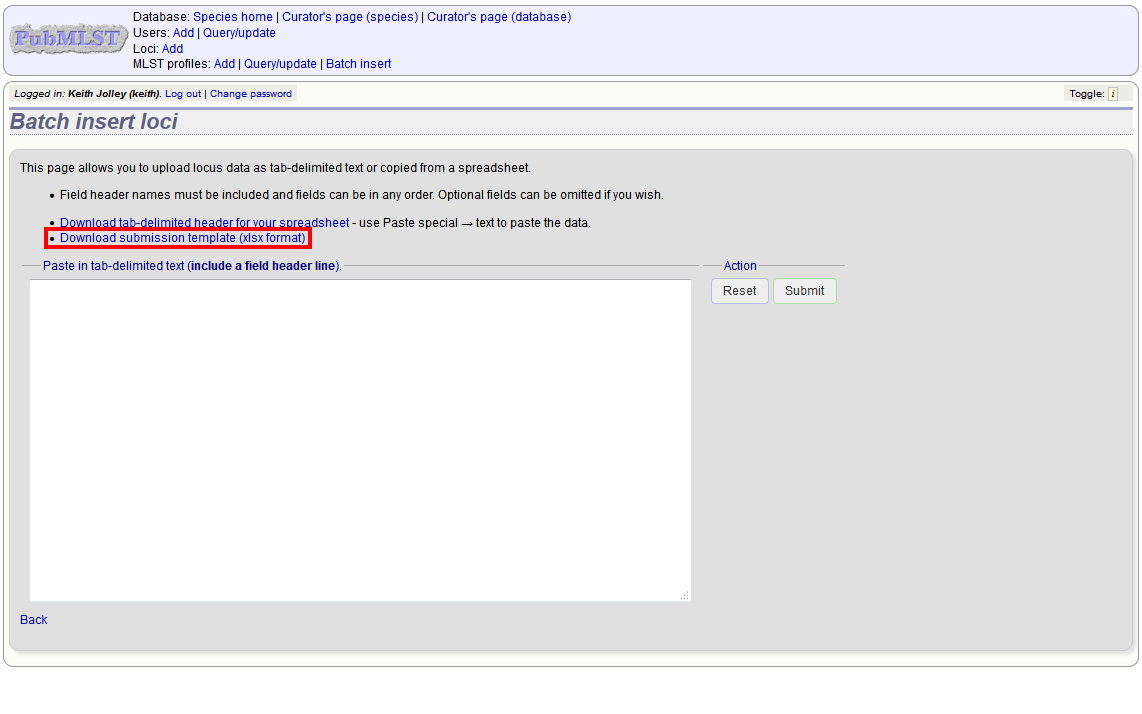 PubMLST
Database: Species home | Curator's page (species) | Curator's page (database)
Users: Add | Query/update
Loci: Add
MLST profiles: Add | Query/update | Batch insert
Logged in: Keith Jolley (keith). Log out | Change password
Toggle: i
Batch insert loci
This page allows you to upload locus data as tab-delimited text or copied from a spreadsheet.
• Field header names must be included and fields can be in any order. Optional fields can be omitted if you wish.
• Download tab-delimited header for your spreadsheet - use Paste special → text to paste the data.
• Download submission template (xlsx format)
Paste in tab-delimited text (include a field header line).
Action
Reset Submit
Back